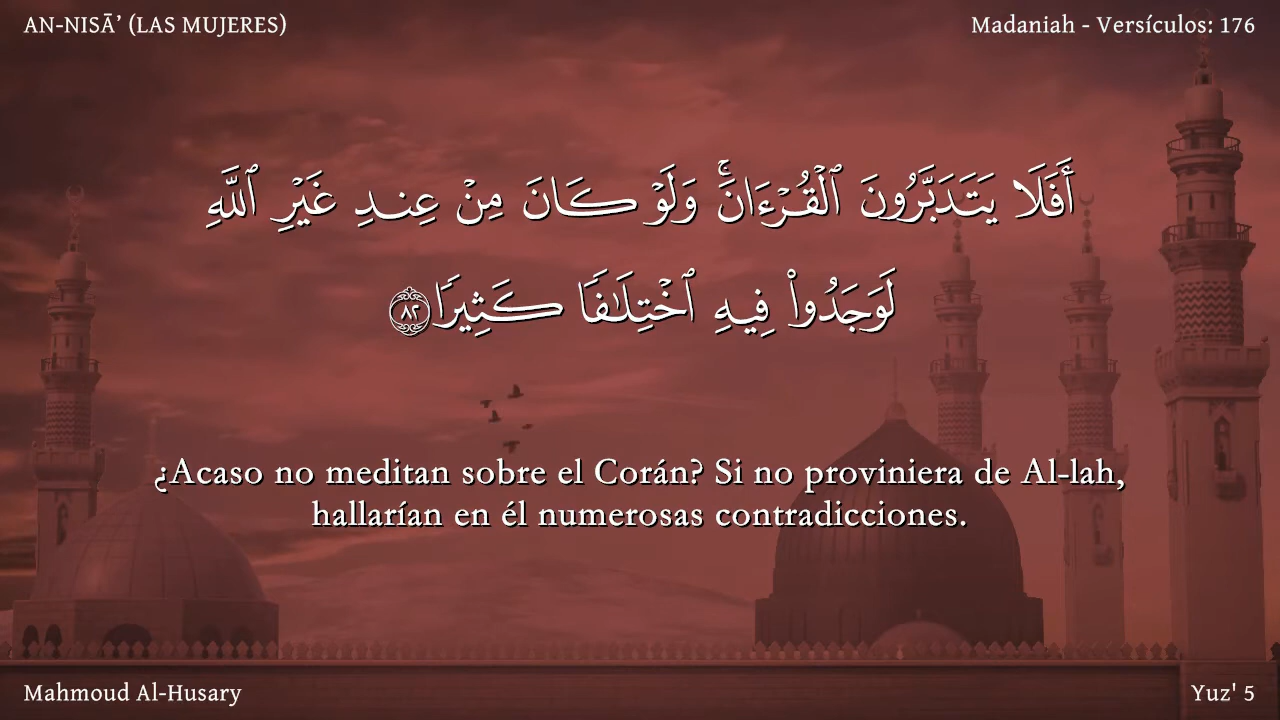 AN-NISĀ’ (LAS MUJERES)
Madaniah - Versículos: 176
أَفَلَا يَتَدَبَّرُونَ ٱلْقُرْءَانَۚ وَلَوْ كَانَ مِنْ عِندِ غَيْرِ ٱللَّهِ
لَوَجَدُوا۟ فِيهِ ٱخْتِلَٰفًا كَثِيرًا ٨٢
¿Acaso no meditan sobre el Corán? Si no proviniera de Al-lah,
hallarían en él numerosas contradicciones.
Mahmoud Al-Husary
Yuz' 5